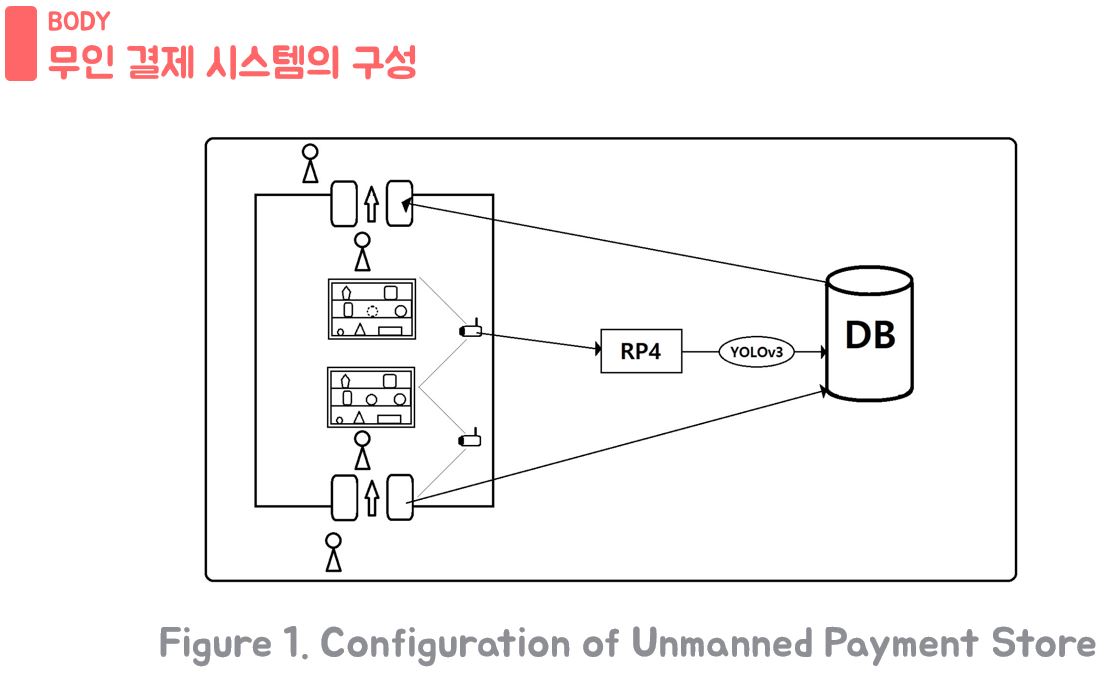 BODY
무인 결제 시스템의 구성
RP4
YOLOv3
DB
Figure 1. Configuration of Unmanned Payment Store